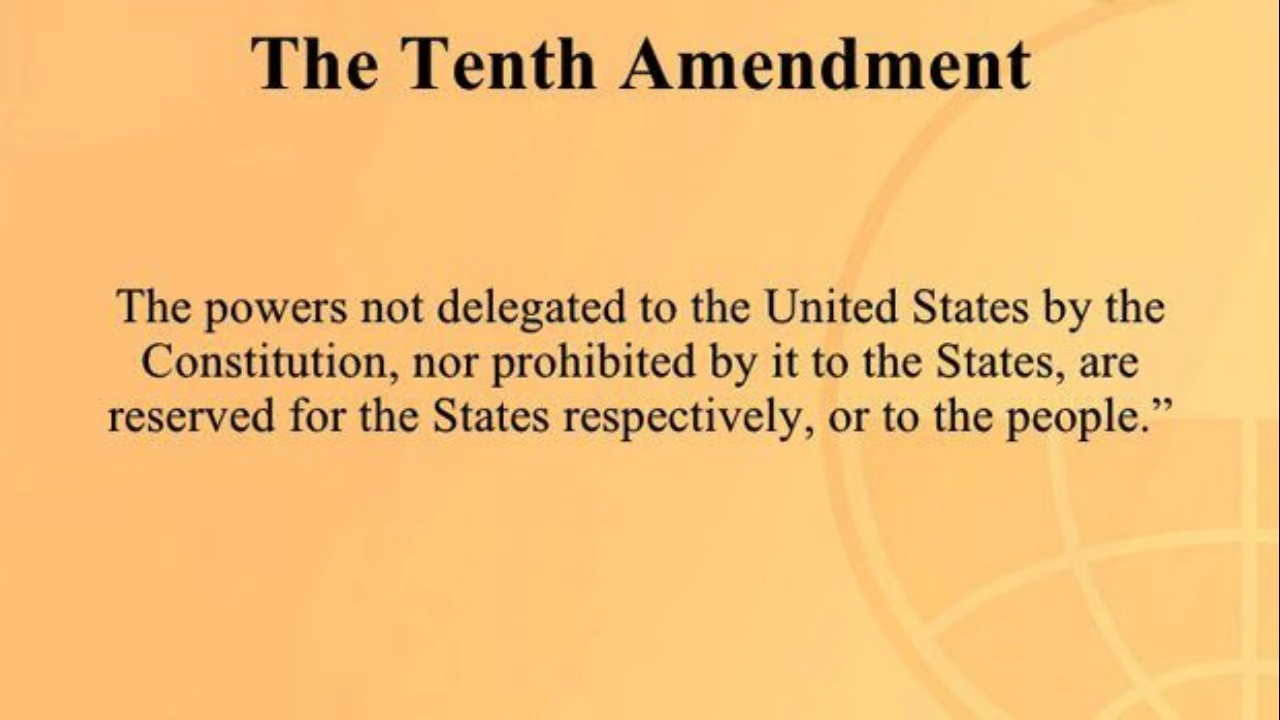 The Tenth Amendment
The powers not delegated to the United States by the
Constitution, nor prohibited by it to the States, are
reserved for the States respectively, or to the people.”